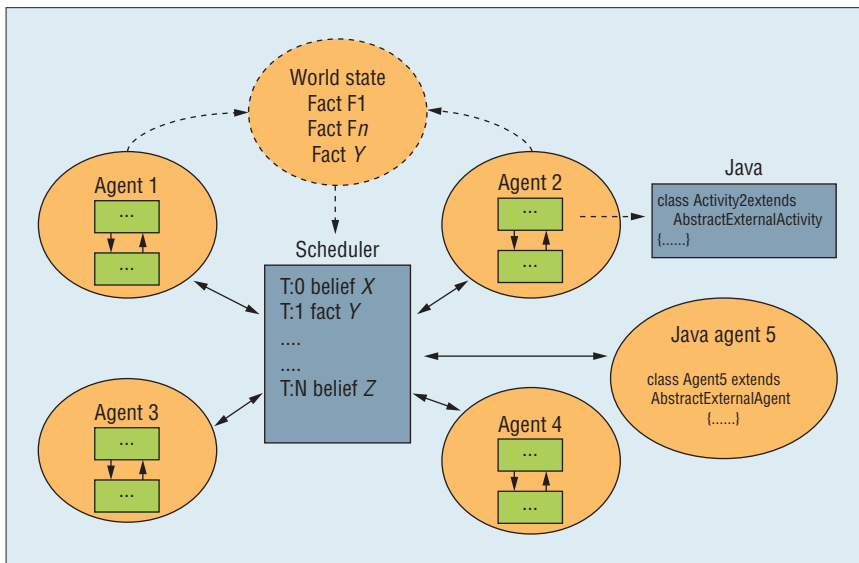 World state
Fact F1
Fact Fn
Fact Y
Agent 1
...
...
Agent 2
...
...
Java
class Activity2extends
AbstractExternalActivity
{......}
Scheduler
T:0 belief X
T:1 fact Y
....
....
T:N belief Z
Java agent 5
class Agent5 extends
AbstractExternalAgent
{......}
Agent 3
...
...
Agent 4
...
...